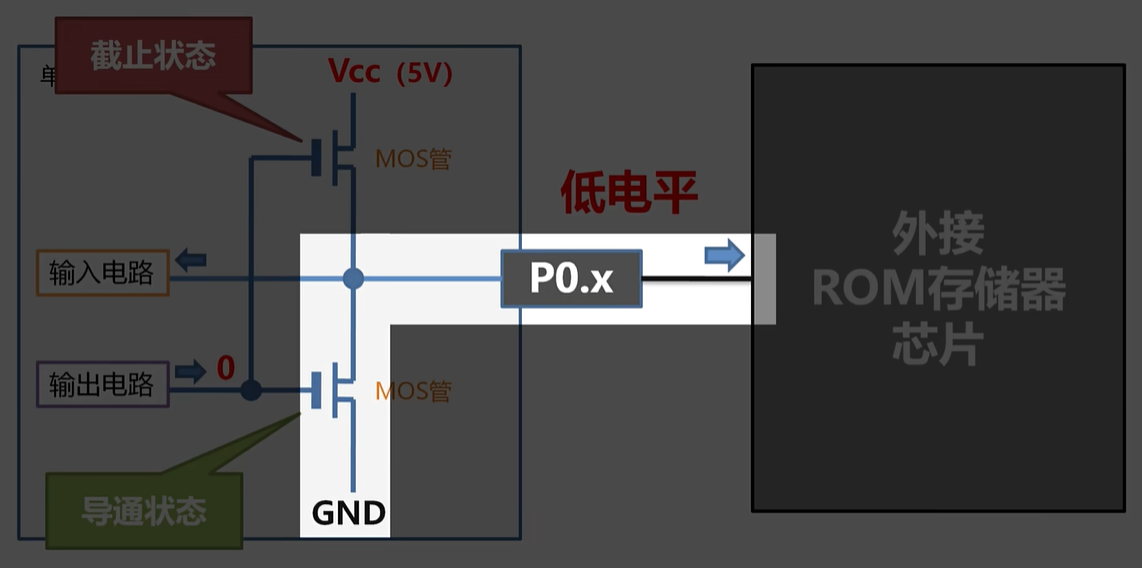 截止状态
单
Vcc（5V）
MOS管
低电平
输入电路
P0.x
外接
ROM存储器
芯片
输出电路
0
MOS管
导通状态
GND